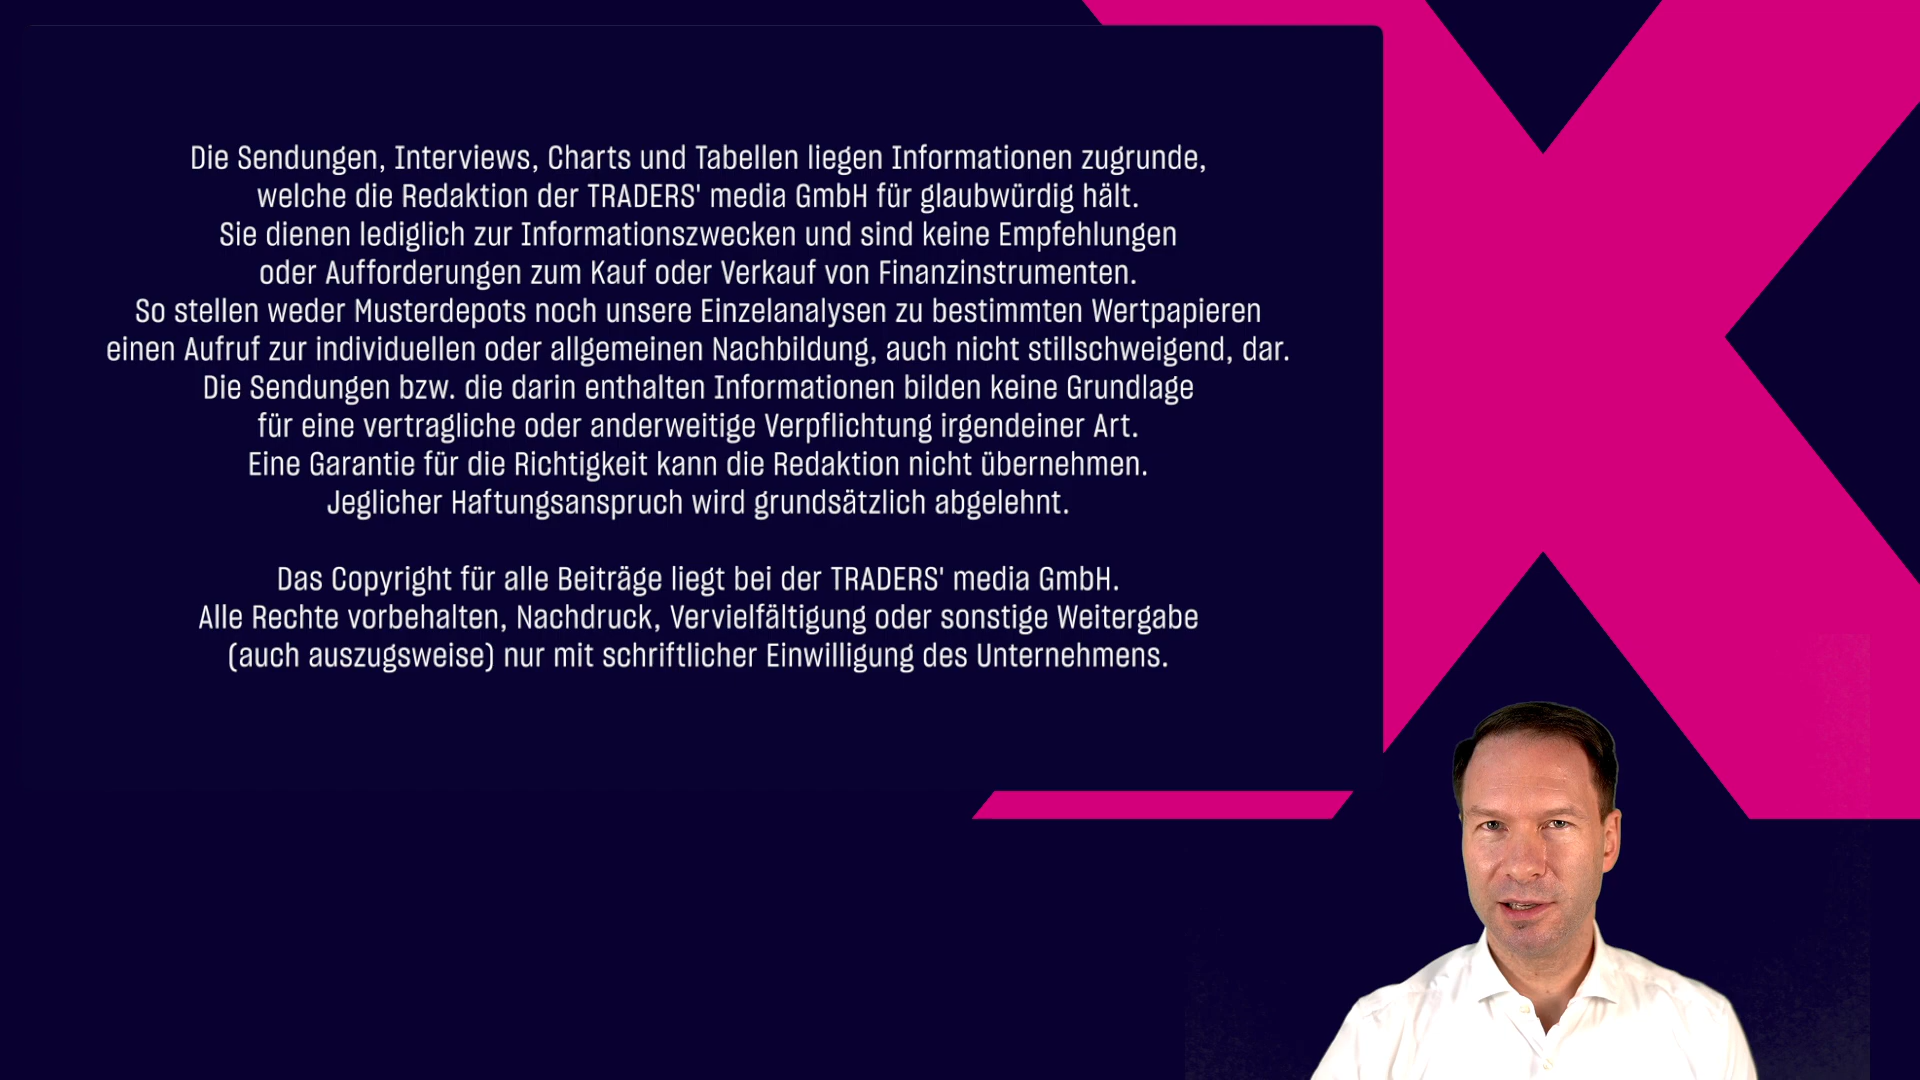 Die Sendungen, Interviews, Charts und Tabellen liegen Informationen zugrunde,
welche die Redaktion der TRADERS' media GmbH für glaubwürdig hält.
Sie dienen lediglich zur Informationszwecken und sind keine Empfehlungen
oder Aufforderungen zum Kauf oder Verkauf von Finanzinstrumenten.
So stellen weder Musterdepots noch unsere Einzelanalysen zu bestimmten Wertpapieren
einen Aufruf zur individuellen oder allgemeinen Nachbildung, auch nicht stillschweigend, dar.
Die Sendungen bzw. die darin enthalten Informationen bilden keine Grundlage
für eine vertragliche oder anderweitige Verpflichtung irgendeiner Art.
Eine Garantie für die Richtigkeit kann die Redaktion nicht übernehmen.
Jeglicher Haftungsanspruch wird grundsätzlich abgelehnt.
Das Copyright für alle Beiträge liegt bei der TRADERS' media GmbH.
Alle Rechte vorbehalten, Nachdruck, Vervielfältigung oder sonstige Weitergabe
(auch auszugsweise) nur mit schriftlicher Einwilligung des Unternehmens.